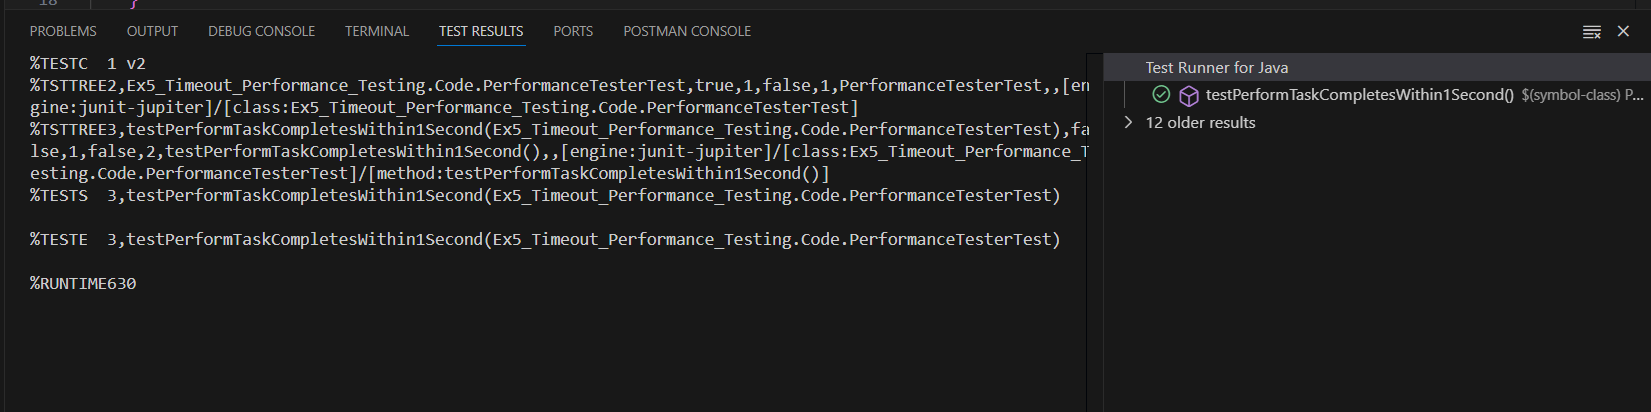 18 }
PROBLEMS OUTPUT DEBUG CONSOLE TERMINAL TEST RESULTS PORTS POSTMAN CONSOLE
%TESTC  1 v2
%TSTTREE2,Ex5_Timeout_Performance_Testing.Code.PerformanceTesterTest,true,1,false,1,PerformanceTesterTest,,[en
gine:junit-jupiter]/[class:Ex5_Timeout_Performance_Testing.Code.PerformanceTesterTest]
%TSTTREE3,testPerformTaskCompletesWithin1Second(Ex5_Timeout_Performance_Testing.Code.PerformanceTesterTest),fa
lse,1,false,2,testPerformTaskCompletesWithin1Second(),,[engine:junit-jupiter]/[class:Ex5_Timeout_Performance_T
esting.Code.PerformanceTesterTest]/[method:testPerformTaskCompletesWithin1Second()]
%TESTS  3,testPerformTaskCompletesWithin1Second(Ex5_Timeout_Performance_Testing.Code.PerformanceTesterTest)
%TESTE  3,testPerformTaskCompletesWithin1Second(Ex5_Timeout_Performance_Testing.Code.PerformanceTesterTest)
%RUNTIME630
Test Runner for Java
testPerformTaskCompletesWithin1Second() $(symbol-class) P...
12 older results